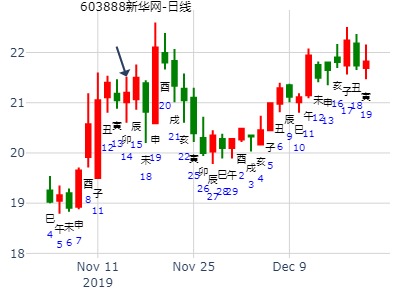 603888新华网-日线
22
21
20
19
18
巳 午 未 申 酉 子 丑 寅 卯 辰 未 申 酉 戌 亥 寅 卯 辰 巳 午 酉 戌 亥 子 丑 辰 巳 午 未 申 亥 子 丑 寅
4 5 6 7 8 11 12 13 14 15 18 19 20 21 22 25 26 27 28 29 2 3 4 5 6 9 10 11 12 13 16 17 18 19
Nov 11 Nov 25 Dec 9
2019